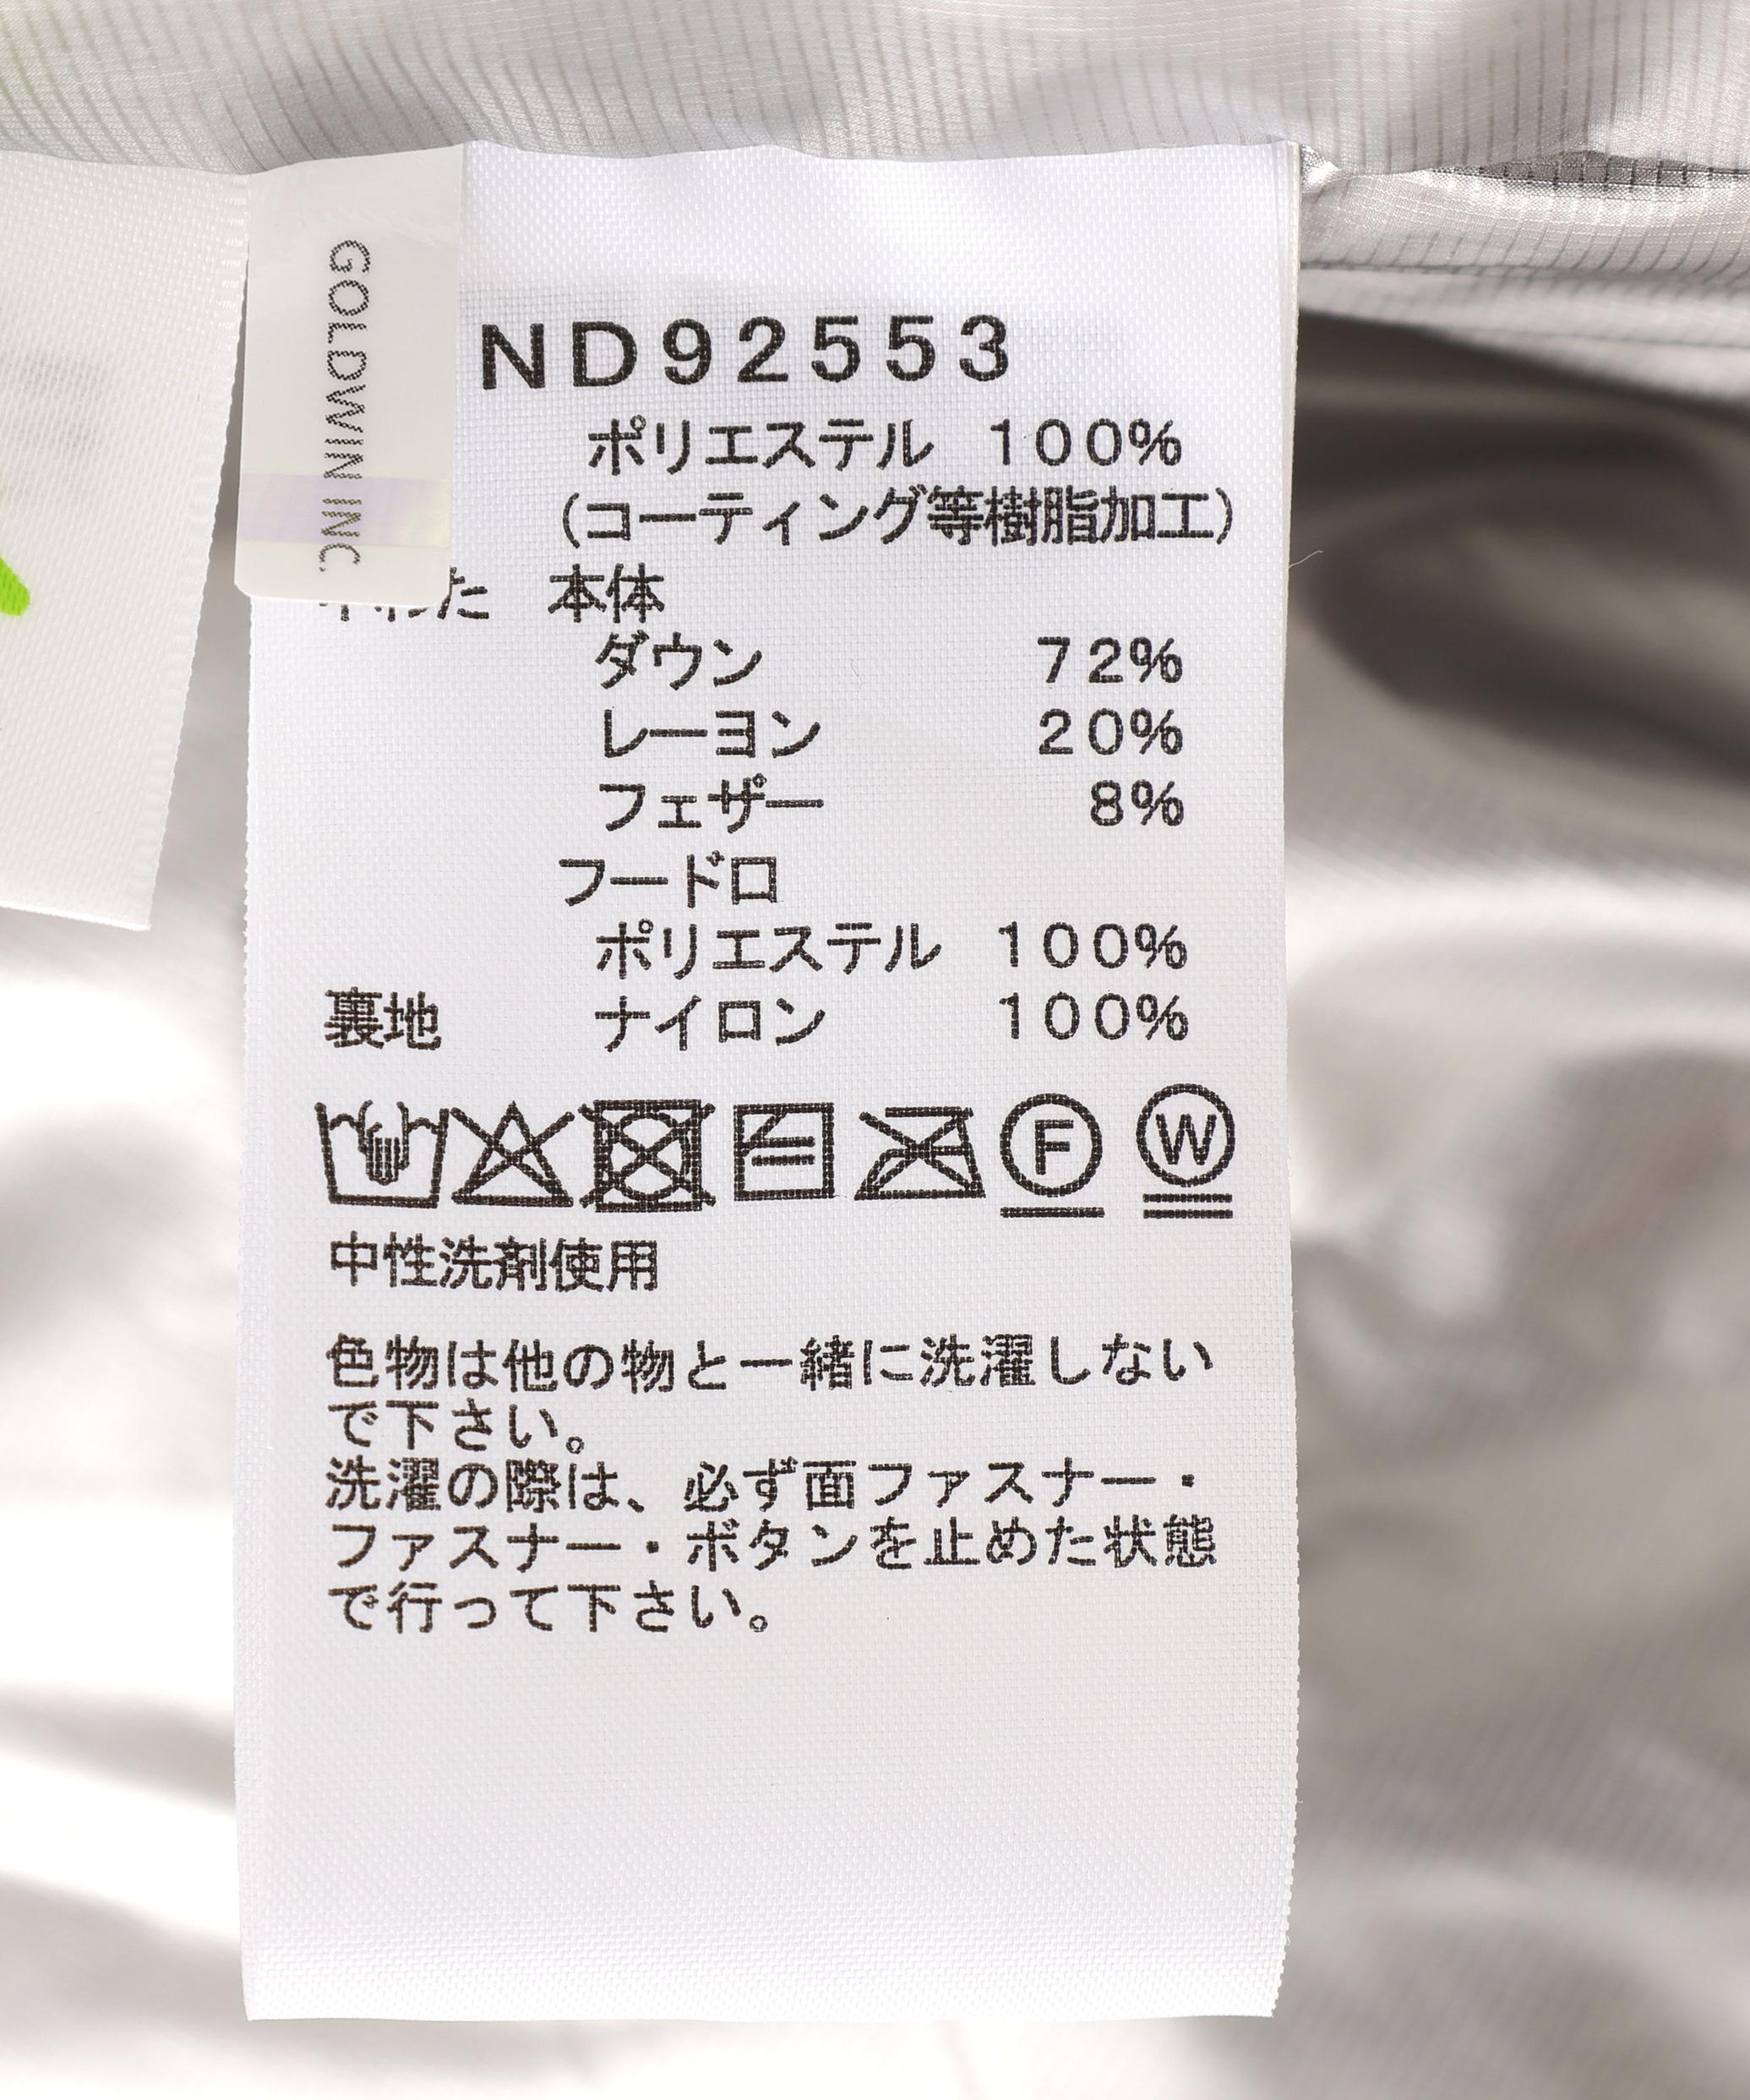 GOLDWIN INC.
ND92553
ポリエステル 100%
(コーティング等樹脂加工)
本体
ダウン 72%
レーヨン 20%
フェザー 8%
フード口
ポリエステル 100%
裏地 ナイロン 100%
F W
中性洗剤使用
色物は他の物と一緒に洗濯しない
で下さい。
洗濯の際は、必ず面ファスナー・
ファスナー・ボタンを止めた状態
で行って下さい。